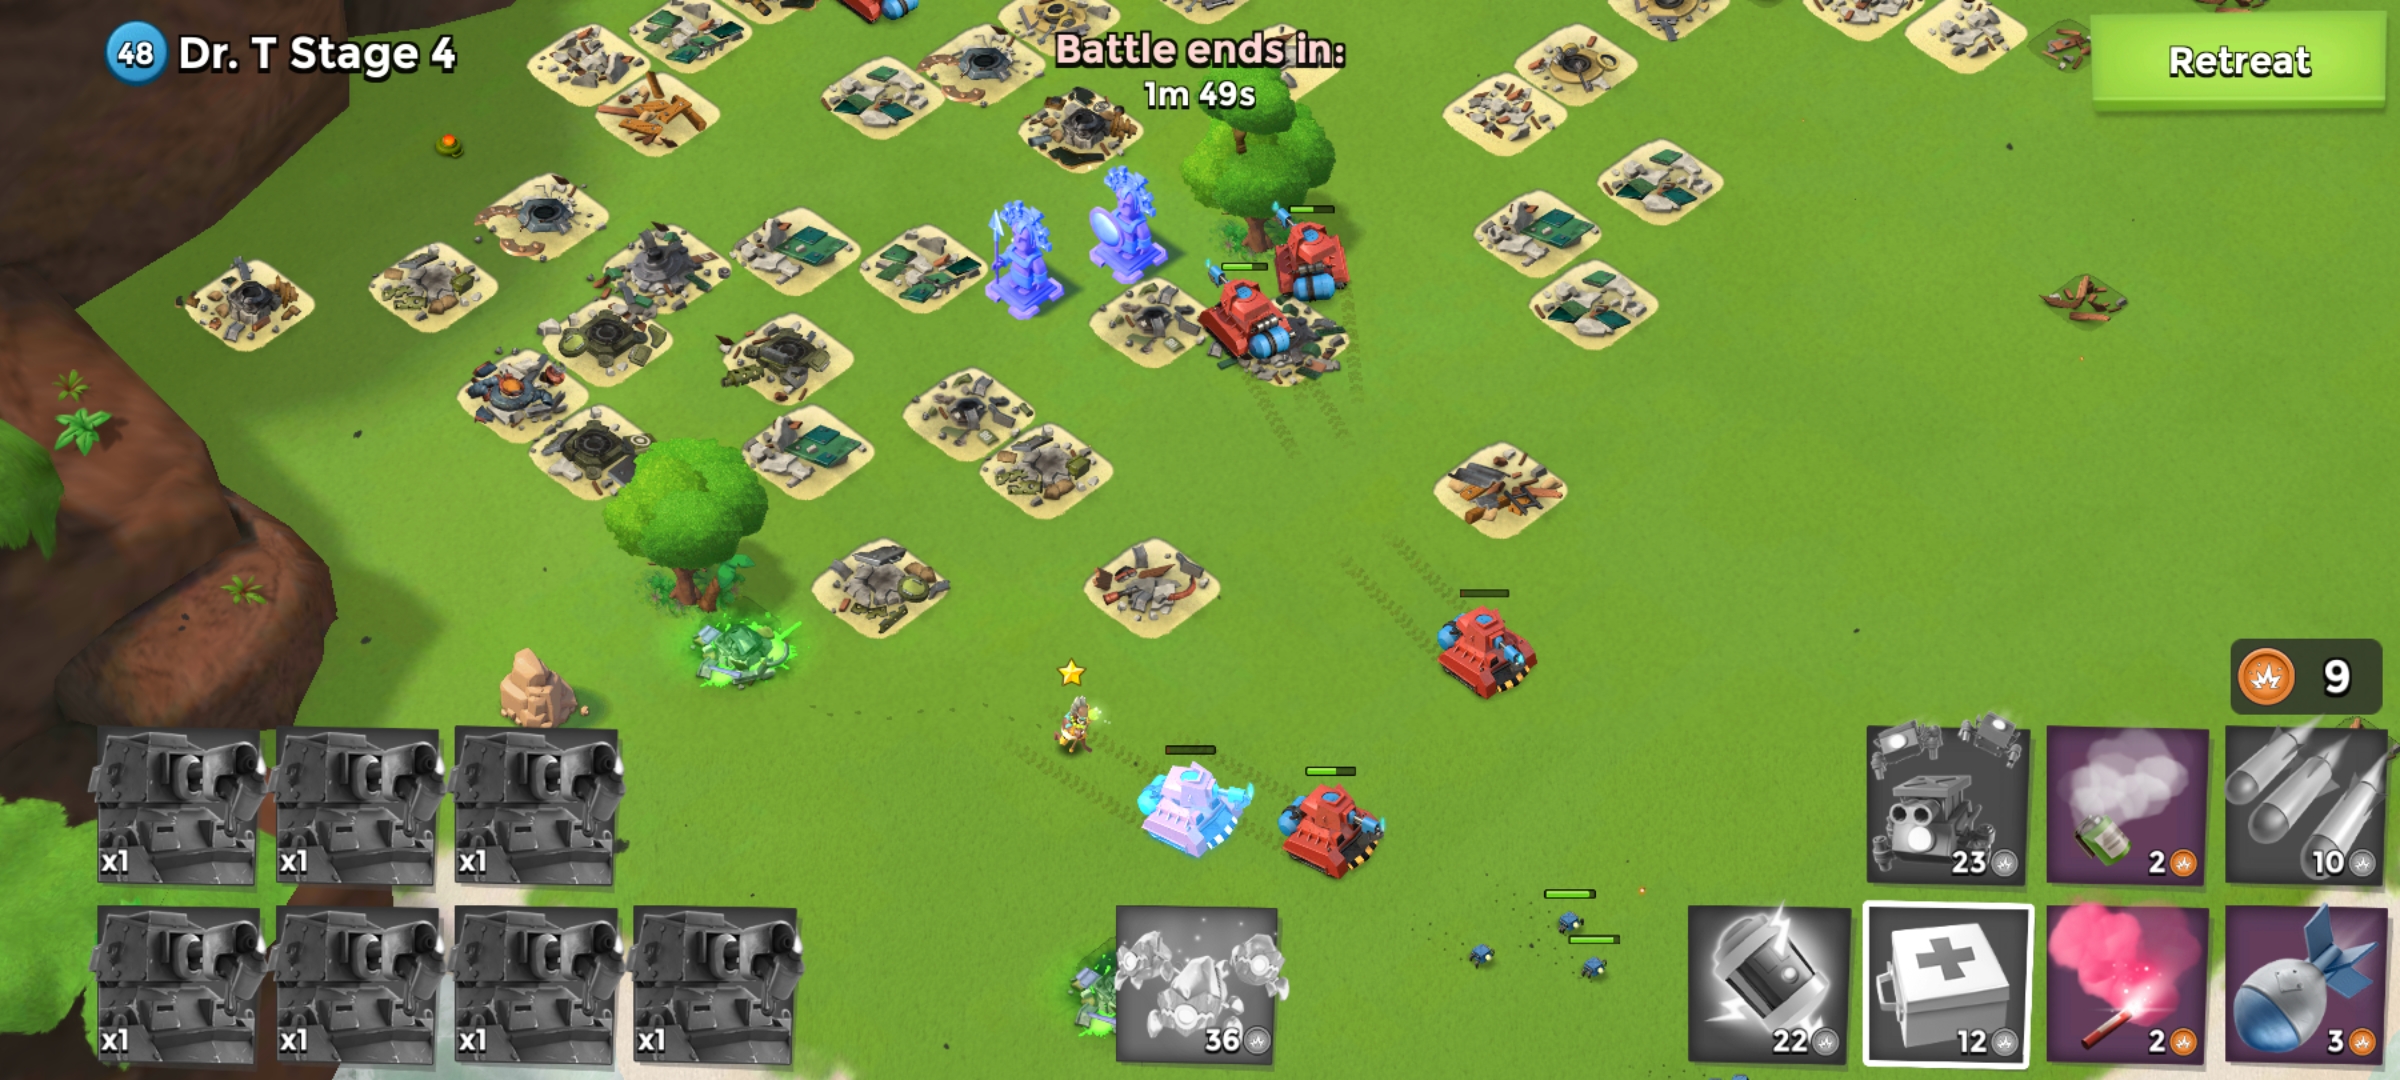 48 Dr. T Stage 4
Battle ends in:
1m 49s
Retreat
9
x1 x1 x1
23 2 10
x1 x1 x1 x1
36 22 12 2 3